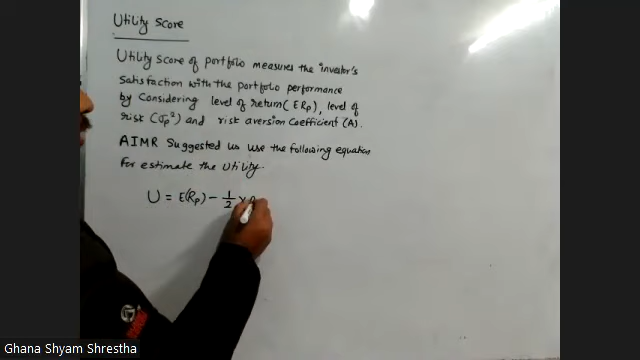 Utility Score
Utility Score of portfolio measures the investor's
satisfaction with the portfolio performance
by Considering level of return (ERp), level of
risk (σp²) and risk aversion Coefficient (A).
AIMR Suggested us use the following equation
for estimate the Utility.
U = E(Rp) - 1/2 ×
Ghana Shyam Shrestha